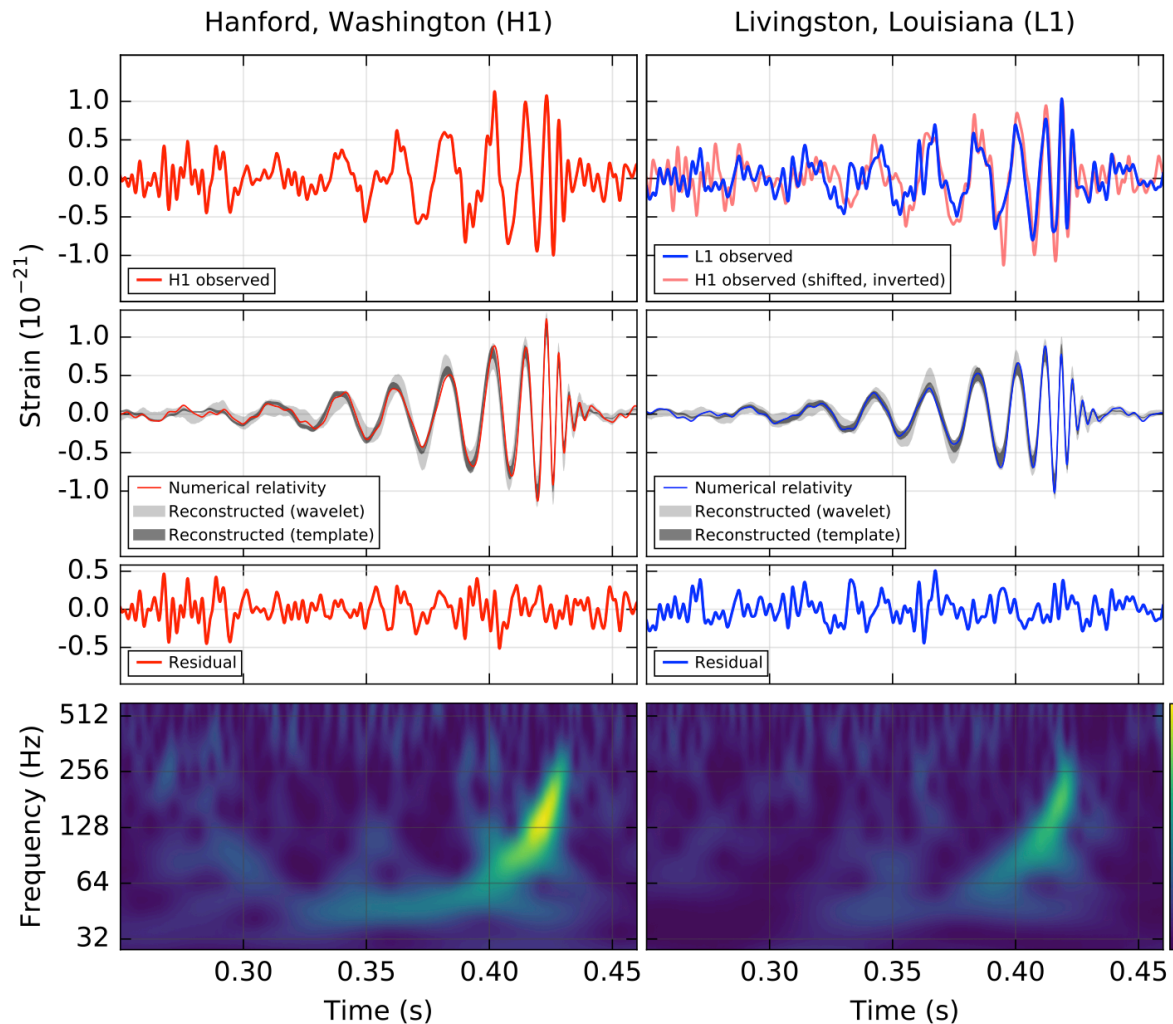 Hanford, Washington (H1)
Livingston, Louisiana (L1)
Strain (10⁻²¹)
1.0
0.5
0.0
-0.5
-1.0
H1 observed
L1 observed
H1 observed (shifted, inverted)
1.0
0.5
0.0
-0.5
-1.0
Numerical relativity
Reconstructed (wavelet)
Reconstructed (template)
Numerical relativity
Reconstructed (wavelet)
Reconstructed (template)
0.5
0.0
-0.5
Residual
Residual
Frequency (Hz)
512
256
128
64
32
0.30
0.35
0.40
0.45
0.30
0.35
0.40
0.45
Time (s)
Time (s)